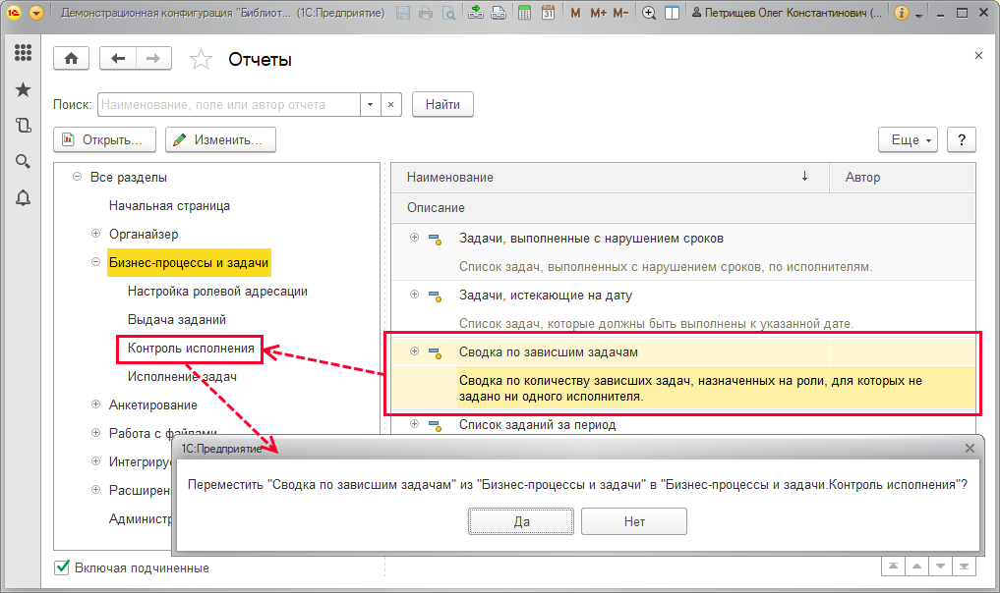 Демонстрационная конфигурация "Библиот... (1С:Предприятие)
31
M M+ M-
Петрищев Олег Константинович (...
Отчеты
Поиск:
Наименование, поле или автор отчета
Найти
Открыть...
Изменить...
Еще
?
Все разделы
Начальная страница
Органайзер
Бизнес-процессы и задачи
Настройка ролевой адресации
Выдача заданий
Контроль исполнения
Исполнение задач
Анкетирование
Работа с файлами
Интегриру
Расширен
Администр
Наименование
Автор
Описание
Задачи, выполненные с нарушением сроков
Список задач, выполненных с нарушением сроков, по исполнителям.
Задачи, истекающие на дату
Список задач, которые должны быть выполнены к указанной дате.
Сводка по зависшим задачам
Сводка по количеству зависших задач, назначенных на роли, для которых не
задано ни одного исполнителя.
Список заданий за период
1С:Предприятие
Переместить "Сводка по зависшим задачам" из "Бизнес-процессы и задачи" в "Бизнес-процессы и задачи.Контроль исполнения"?
Да
Нет
Включая подчиненные